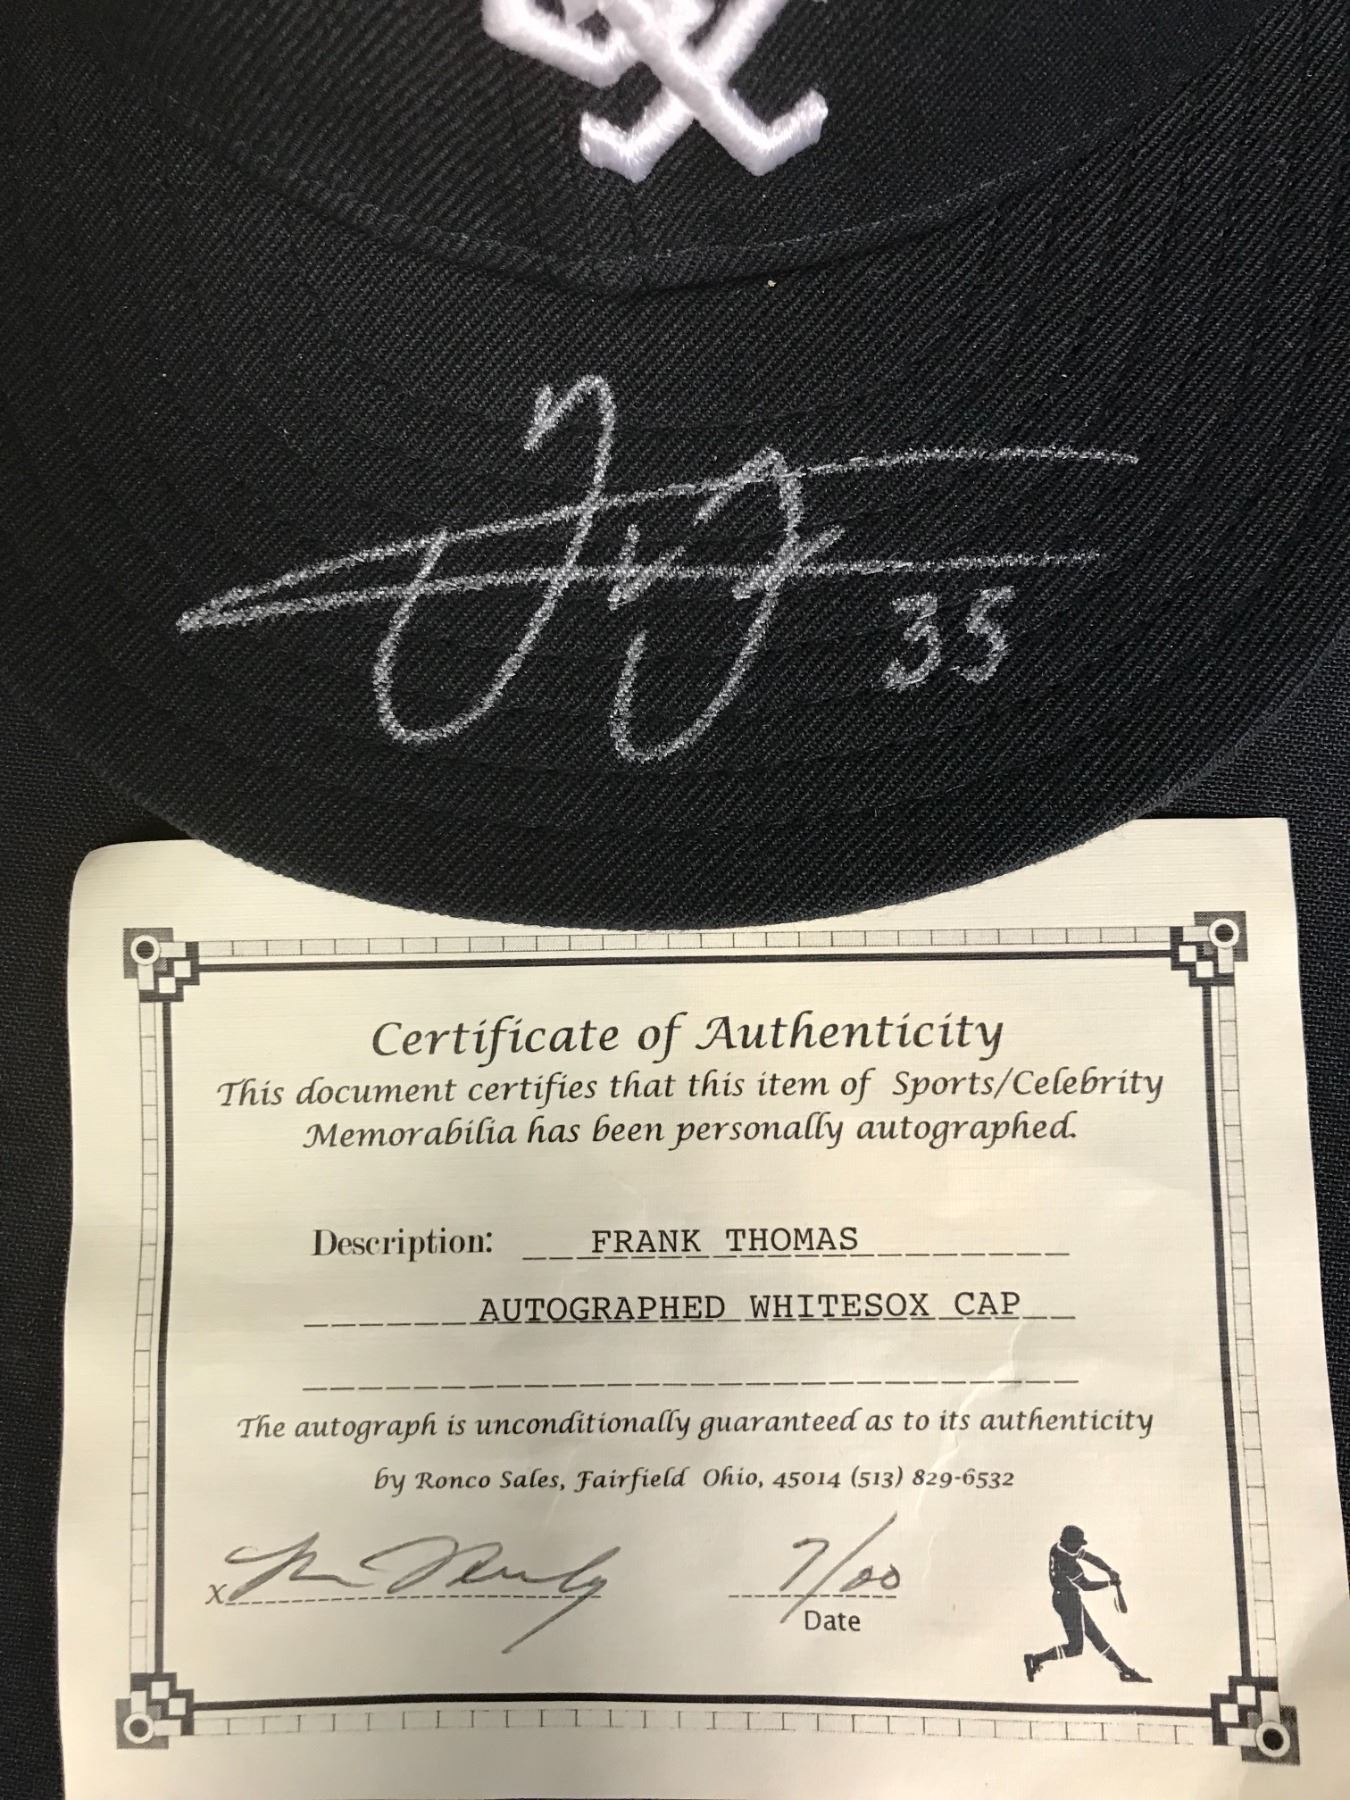 35
Certificate of Authenticity
This document certifies that this item of Sports/Celebrity
Memorabilia has been personally autographed.
Description: FRANK THOMAS
AUTOGRAPHED WHITESOX CAP
The autograph is unconditionally guaranteed as to its authenticity
by Ronco Sales, Fairfield Ohio, 45014 (513) 829-6532
X
7/00
Date